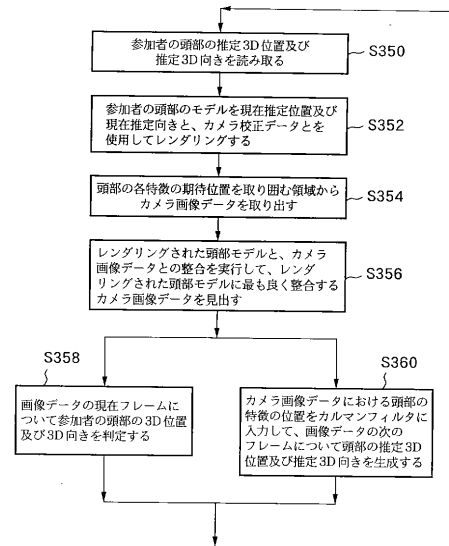 参加者の頭部の推定3D位置及び
推定3D向きを読み取る
S350
参加者の頭部のモデルを現在推定位置及び
現在推定向きと、カメラ校正データとを
使用してレンダリングする
S352
頭部の各特徴の期待位置を取り囲む領域から
カメラ画像データを取り出す
S354
レンダリングされた頭部モデルと、カメラ
画像データとの整合を実行して、レンダ
リングされた頭部モデルに最も良く整合する
カメラ画像データを見出す
S356
S358
画像データの現在フレームに
ついて参加者の頭部の3D位置
及び3D向きを判定する
S360
カメラ画像データにおける頭部の
特徴の位置をカルマンフィルタに
入力して、画像データの次の
フレームについて頭部の推定3D
位置及び推定3D向きを生成する